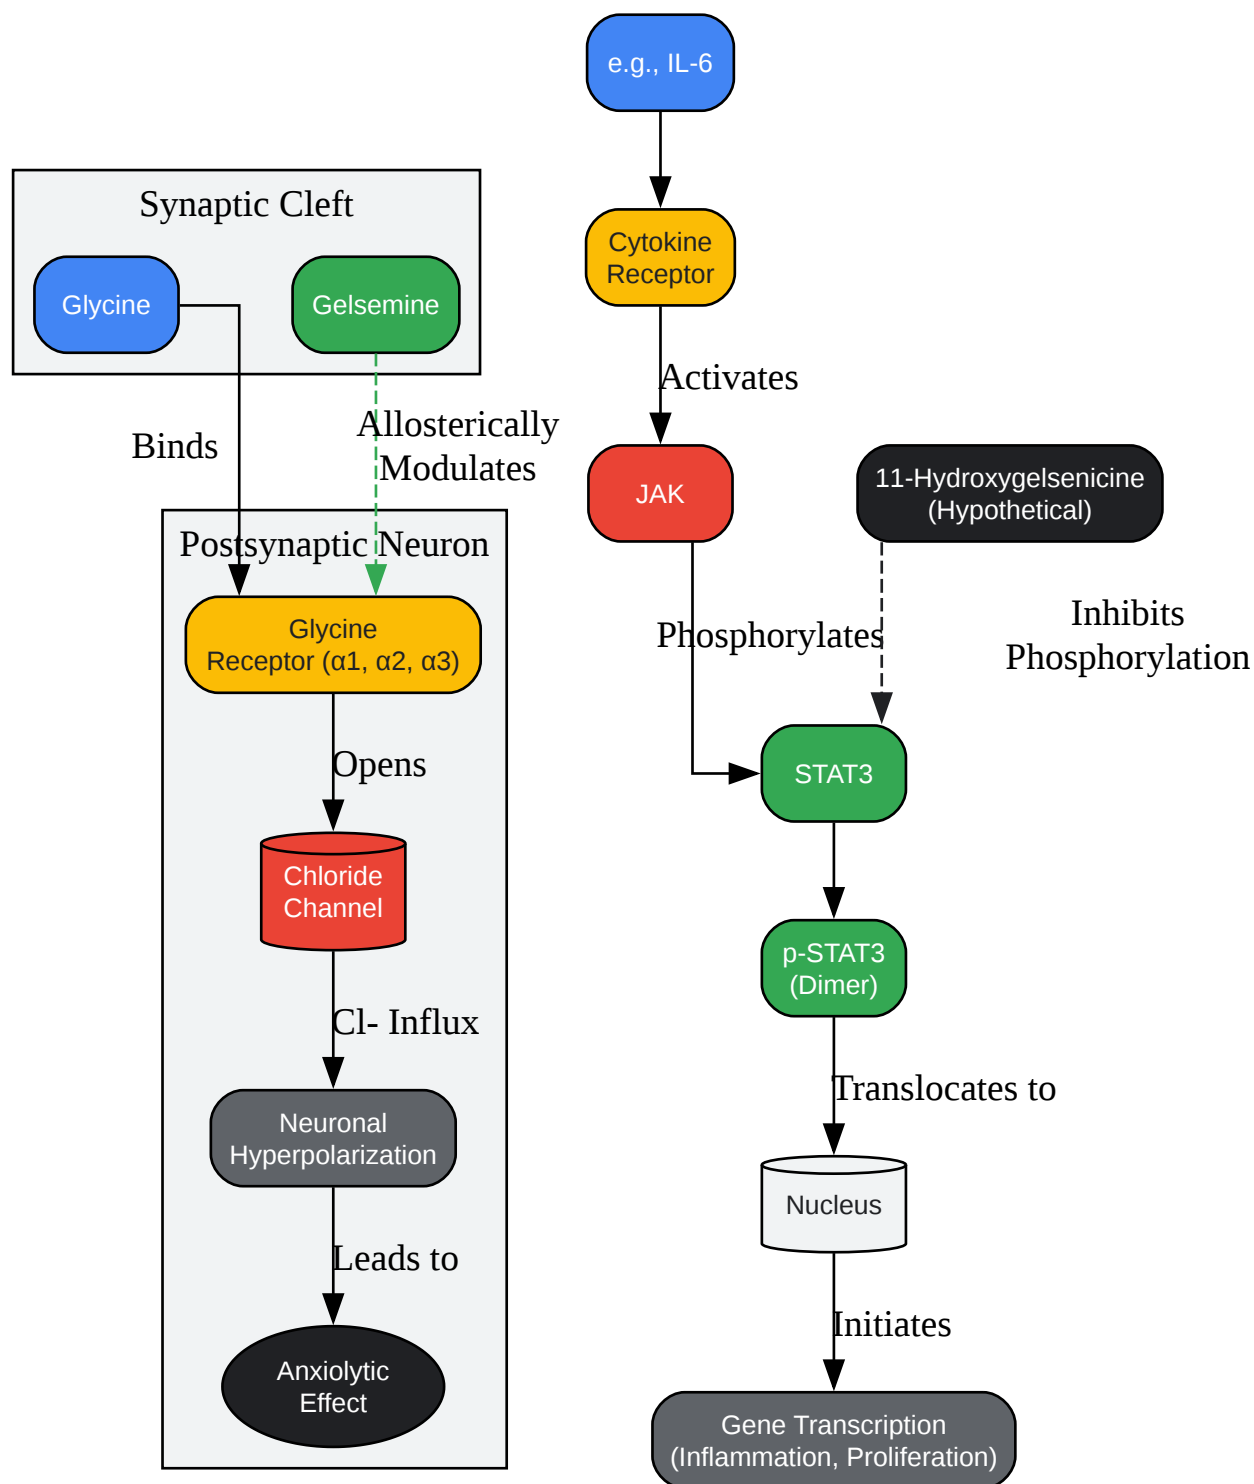 Synaptic Cleft
Glycine
Gelsemine
Binds
Allosterically
Modulates
Postsynaptic Neuron
Glycine
Receptor (α1, α2, α3)
Opens
Chloride
Channel
Cl- Influx
Neuronal
Hyperpolarization
Leads to
Anxiolytic
Effect
e.g., IL-6
Cytokine
Receptor
Activates
JAK
11-Hydroxygelsenicine
(Hypothetical)
Phosphorylates
Inhibits
Phosphorylation
STAT3
p-STAT3
(Dimer)
Translocates to
Nucleus
Initiates
Gene Transcription
(Inflammation, Proliferation)